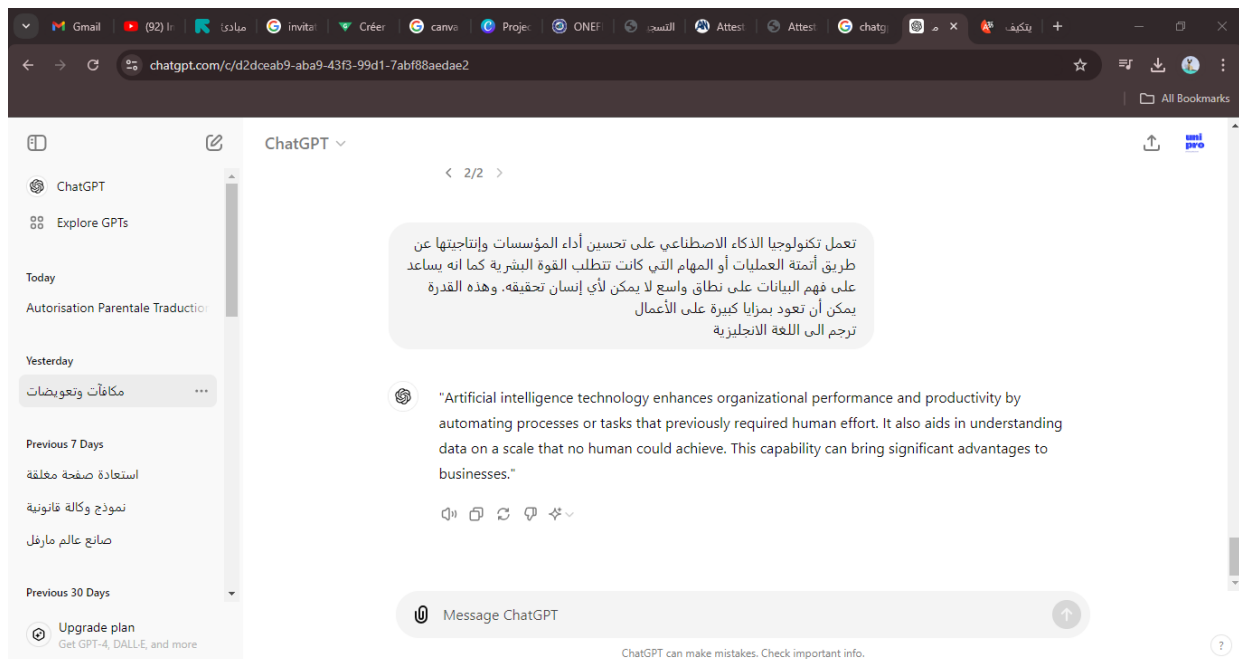 Gmail
(92) In
مبادئ
invitat
Créer
canva
Projec
ONEFI
التسجي
Attest
Attest
chatg
م
يتكيف
chatgpt.com/c/d2dceab9-aba9-43f3-99d1-7abf88aedae2
All Bookmarks
ChatGPT
uni
pro
2/2
ChatGPT
Explore GPTs
Today
Autorisation Parentale Traduction
Yesterday
مكافآت وتعويضات
Previous 7 Days
استعادة صفحة مغلقة
نموذج وكالة قانونية
صانع عالم مارفل
Previous 30 Days
Upgrade plan
Get GPT-4, DALL·E, and more
تعمل تكنولوجيا الذكاء الاصطناعي على تحسين أداء المؤسسات وإنتاجيتها عن
طريق أتمتة العمليات أو المهام التي كانت تتطلب القوة البشرية كما انه يساعد
على فهم البيانات على نطاق واسع لا يمكن لأي إنسان تحقيقه. وهذه القدرة
يمكن أن تعود بمزايا كبيرة على الأعمال
ترجم الى اللغة الانجليزية
"Artificial intelligence technology enhances organizational performance and productivity by
automating processes or tasks that previously required human effort. It also aids in understanding
data on a scale that no human could achieve. This capability can bring significant advantages to
businesses."
Message ChatGPT
ChatGPT can make mistakes. Check important info.
?